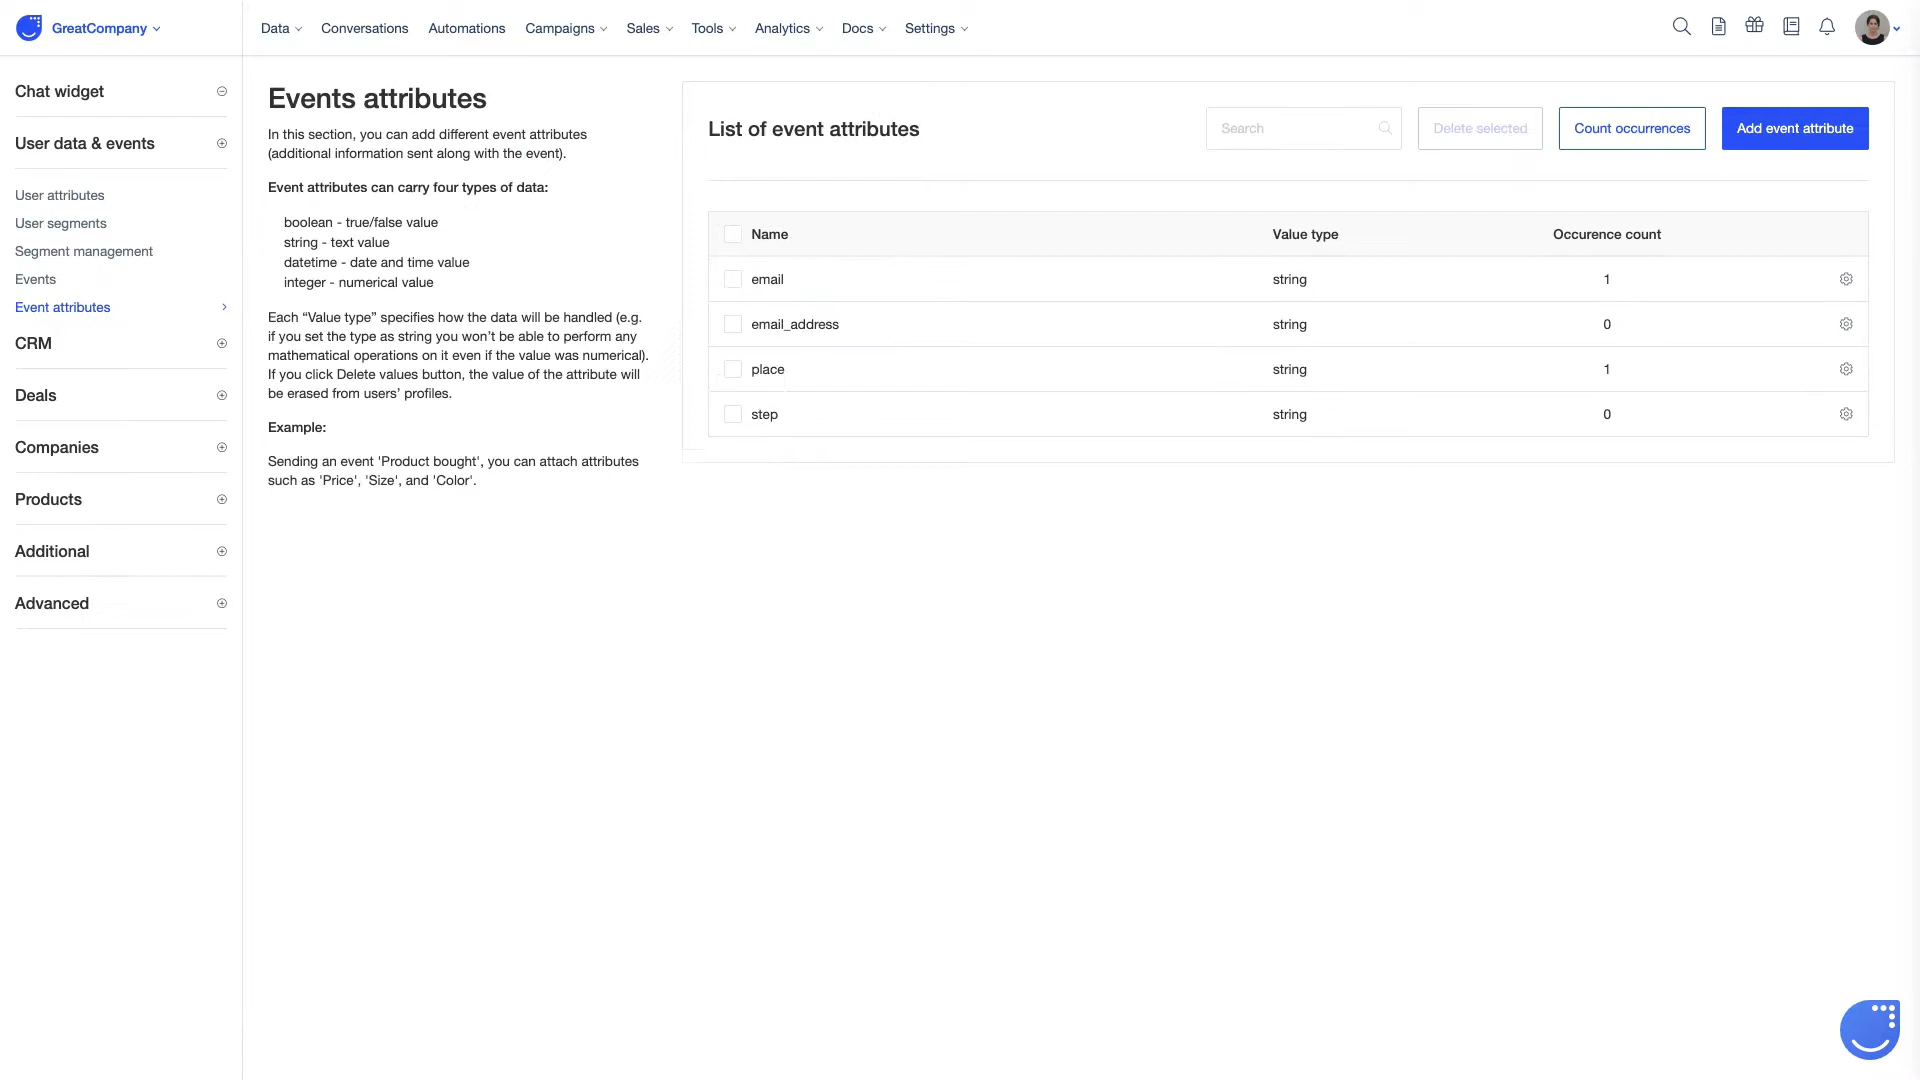 GreatCompany
Data
Conversations
Automations
Campaigns
Sales
Tools
Analytics
Docs
Settings
Chat widget
User data & events
User attributes
User segments
Segment management
Events
Event attributes
CRM
Deals
Companies
Products
Additional
Advanced
Events attributes
In this section, you can add different event attributes
(additional information sent along with the event).
Event attributes can carry four types of data:
boolean - true/false value
string - text value
datetime - date and time value
integer - numerical value
Each “Value type” specifies how the data will be handled (e.g.
if you set the type as string you won’t be able to perform any
mathematical operations on it even if the value was numerical).
If you click Delete values button, the value of the attribute will
be erased from users’ profiles.
Example:
Sending an event 'Product bought', you can attach attributes
such as 'Price', 'Size', and 'Color'.
List of event attributes
Search
Delete selected
Count occurrences
Add event attribute
Name Value type Occurence count
email string 1
email_address string 0
place string 1
step string 0